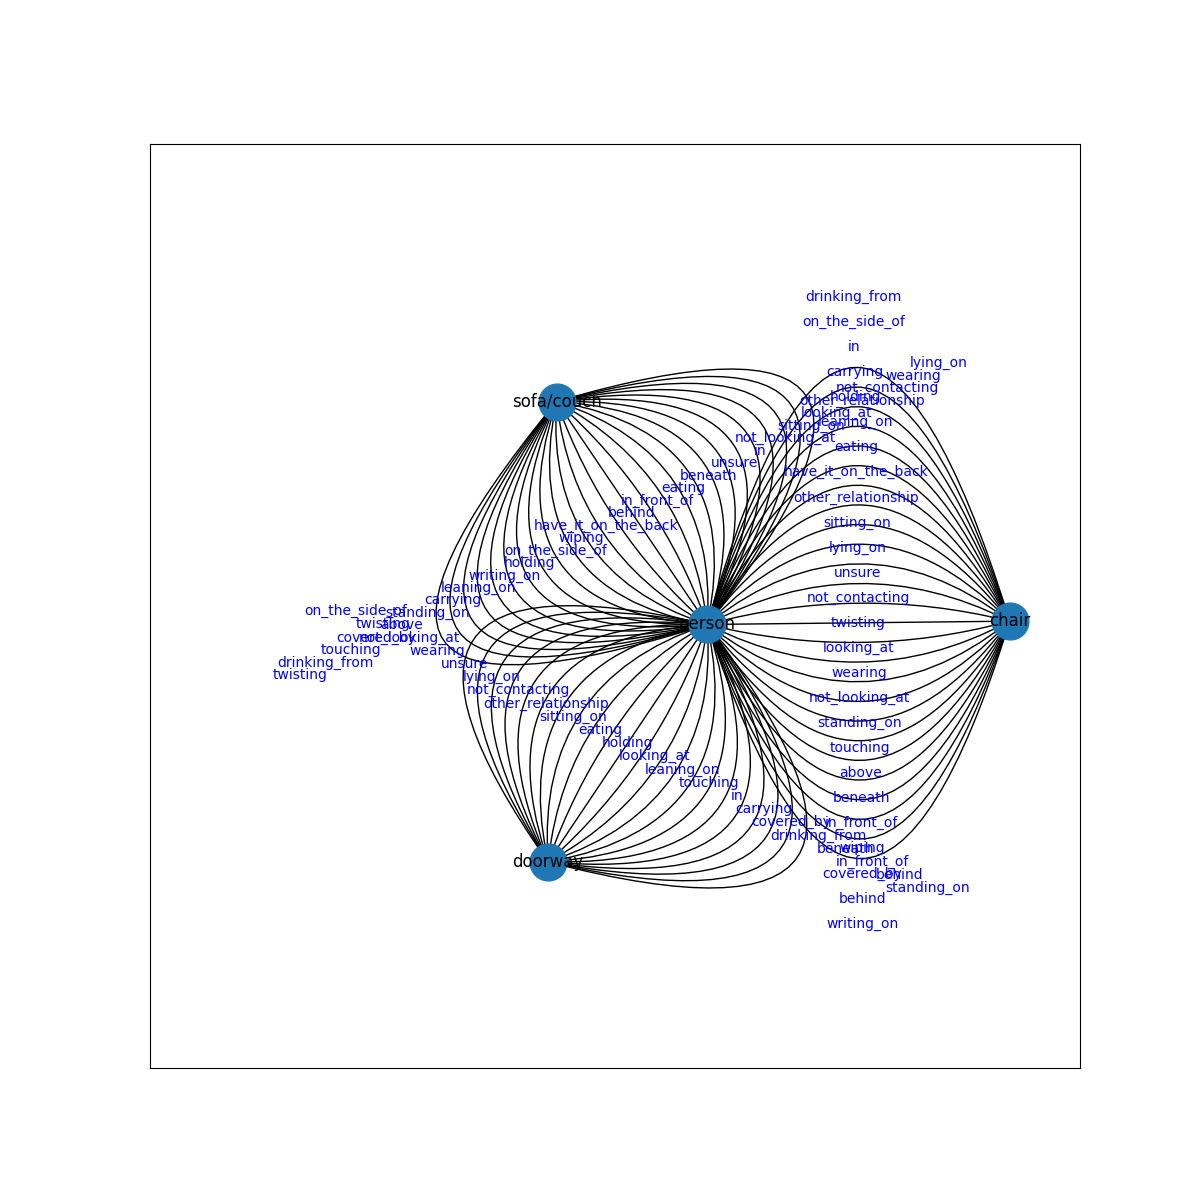 drinking_from
on_the_side_of
in
lying_on
carrying
wearing
not_contacting
holding
other_relationship
sofa/couch
looking_at
leaning_on
sitting_on
not_looking_at
eating
in
unsure
have_it_on_the_back
beneath
eating
other_relationship
in_front_of
behind
sitting_on
have_it_on_the_back
wiping
lying_on
on_the_side_of
holding
unsure
writing_on
leaning_on
not_contacting
carrying
on_the_side_of
standing_on
person
chair
twisting
above
twisting
covered_by
not_looking_at
touching
wearing
looking_at
drinking_from
unsure
twisting
lying_on
wearing
not_contacting
not_looking_at
other_relationship
sitting_on
standing_on
eating
holding
touching
looking_at
leaning_on
above
touching
in
beneath
carrying
covered_by
in_front_of
drinking_from
beneath
wiping
doorway
in_front_of
covered_by
behind
standing_on
behind
writing_on